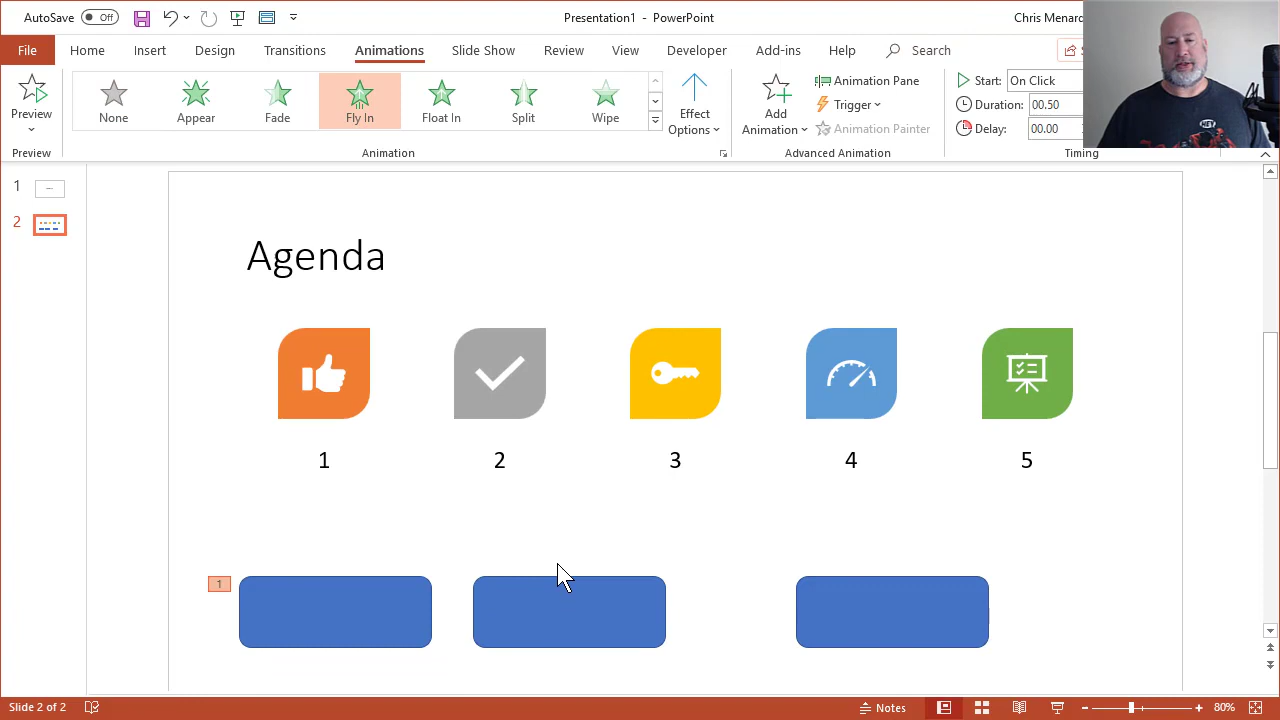 AutoSave Off Presentation1 - PowerPoint Chris Menard
File Home Insert Design Transitions Animations Slide Show Review View Developer Add-ins Help Search
Preview None Appear Fade Fly In Float In Split Wipe Effect Options Add Animation
Animation Pane
Trigger
Animation Painter
Start: On Click
Duration: 00.50
Delay: 00.00
Preview Animation Advanced Animation Timing
1
2
Agenda
1 2 3 4 5
1
Slide 2 of 2 Notes 80%